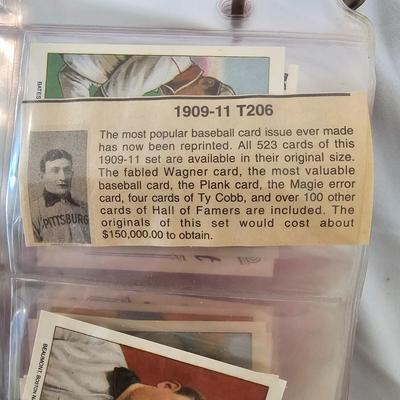 BATES
1909-11 T206
The most popular baseball card issue ever made
has now been reprinted. All 523 cards of this
1909-11 set are available in their original size.
The fabled Wagner card, the most valuable
baseball card, the Plank card, the Magie error
card, four cards of Ty Cobb, and over 100 other
cards of Hall of Famers are included. The
originals of this set would cost about
$150,000.00 to obtain.
PITTSBURG
BEAUMONT, BOSTON N